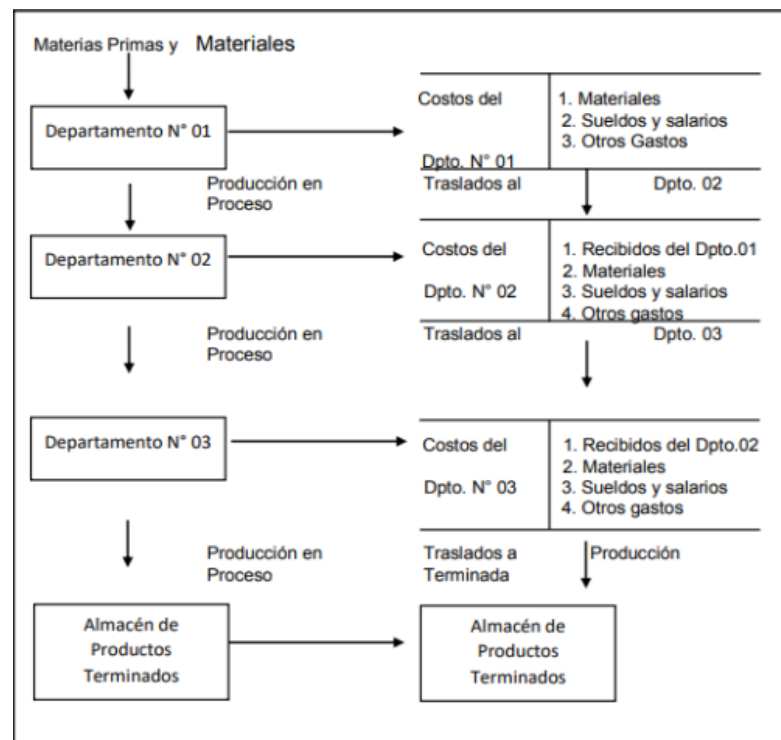 Materias Primas y Materiales
Departamento N° 01
Costos del
Dpto. N° 01
1. Materiales
2. Sueldos y salarios
3. Otros Gastos
Producción en
Proceso
Traslados al Dpto. 02
Departamento N° 02
Costos del
Dpto. N° 02
1. Recibidos del Dpto.01
2. Materiales
3. Sueldos y salarios
4. Otros gastos
Producción en
Proceso
Traslados al Dpto. 03
Departamento N° 03
Costos del
Dpto. N° 03
1. Recibidos del Dpto.02
2. Materiales
3. Sueldos y salarios
4. Otros gastos
Producción en
Proceso
Traslados a Producción
Terminada
Almacén de
Productos
Terminados
Almacén de
Productos
Terminados